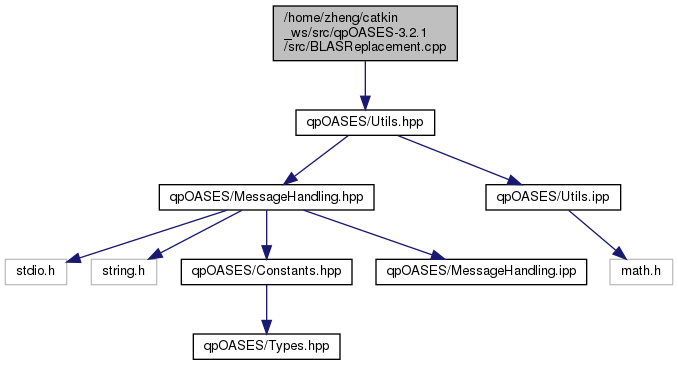 /home/zheng/catkin
_ws/src/qpOASES-3.2.1
/src/BLASReplacement.cpp
qpOASES/Utils.hpp
qpOASES/MessageHandling.hpp
qpOASES/Utils.ipp
stdio.h
string.h
qpOASES/Constants.hpp
qpOASES/MessageHandling.ipp
math.h
qpOASES/Types.hpp